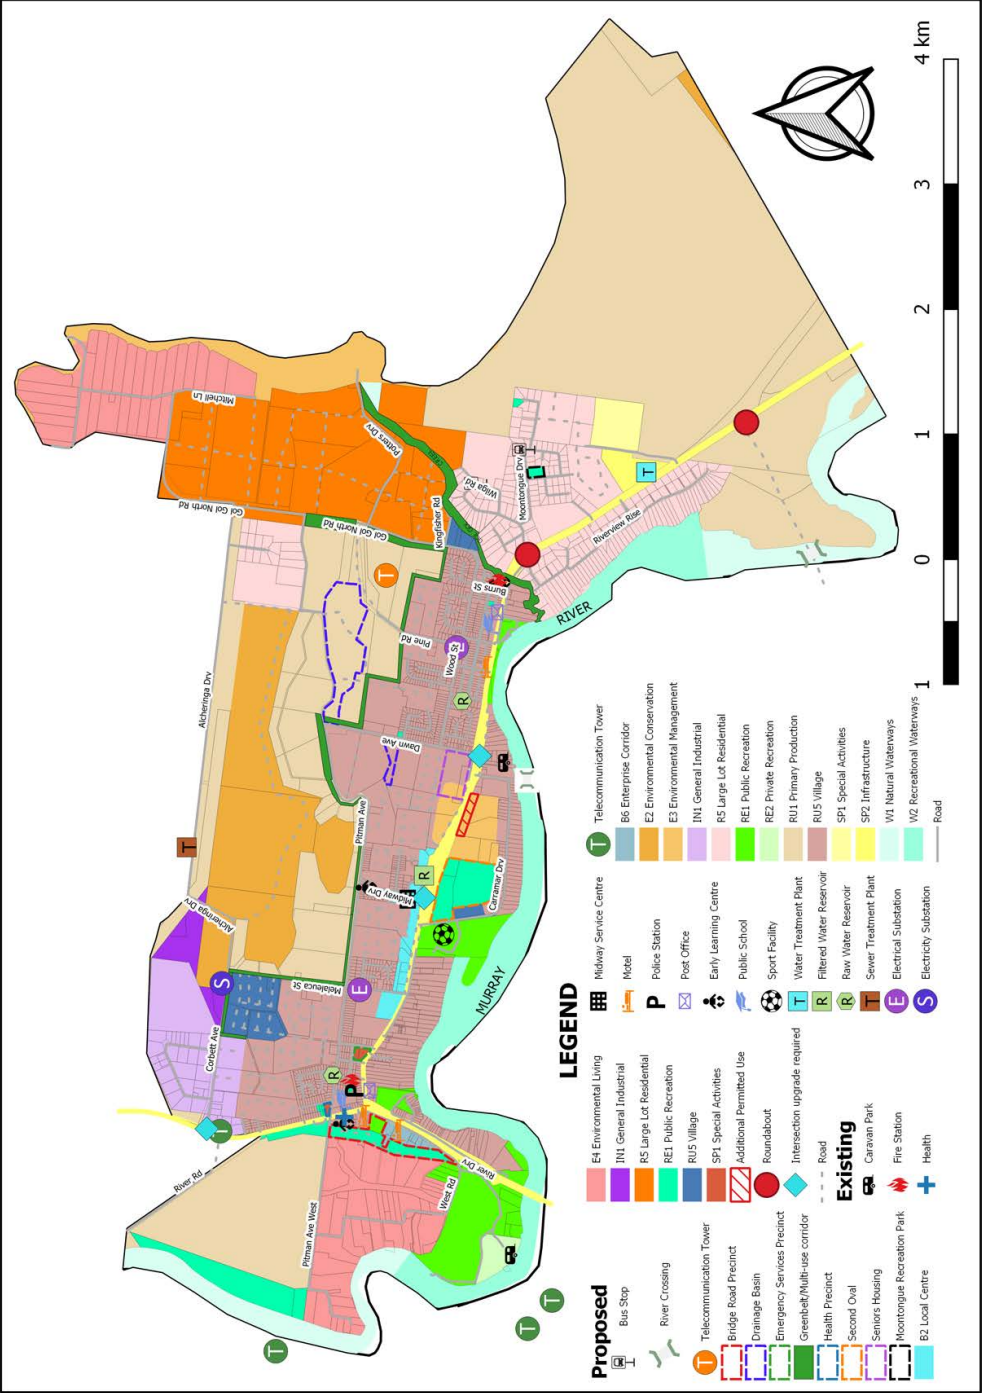 Mitchell Ln
Potters Drv
Gol Gol North Rd
Gol Gol North Rd
Kingfisher Rd
Wilga Rd
Moontongue Drv
Riverview Rise
Burns St
RIVER
Alcheringa Drv
Pine Rd
Wood St
Dawn Ave
Pitman Ave
Midway Drv
Carramar Drv
Alcheringa Drv
Melaleuca St
Corbett Ave
MURRAY
River Rd
Pitman Ave West
West Rd
River Drv
T
T
E
R
T
R
S
E
R
P
T
T
T
T
1 0 1 2 3 4 km
LEGEND
Proposed
Bus Stop
River Crossing
T Telecommunication Tower
Bridge Road Precinct
Drainage Basin
Emergency Services Precinct
Greenbelt/Multi-use corridor
Health Precinct
Second Oval
Seniors Housing
Moontongue Recreation Park
B2 Local Centre
E4 Environmental Living
IN1 General Industrial
R5 Large Lot Residential
RE1 Public Recreation
RU5 Village
SP1 Special Activities
Additional Permitted Use
Roundabout
Intersection upgrade required
Road
Existing
Caravan Park
Fire Station
Health
Midway Service Centre
Motel
P Police Station
Post Office
Early Learning Centre
Public School
Sport Facility
T Water Treatment Plant
R Filtered Water Reservoir
R Raw Water Reservoir
T Sewer Treatment Plant
E Electrical Substation
S Electricity Substation
T Telecommunication Tower
B6 Enterprise Corridor
E2 Environmental Conservation
E3 Environmental Management
IN1 General Industrial
R5 Large Lot Residential
RE1 Public Recreation
RE2 Private Recreation
RU1 Primary Production
RU5 Village
SP1 Special Activities
SP2 Infrastructure
W1 Natural Waterways
W2 Recreational Waterways
Road